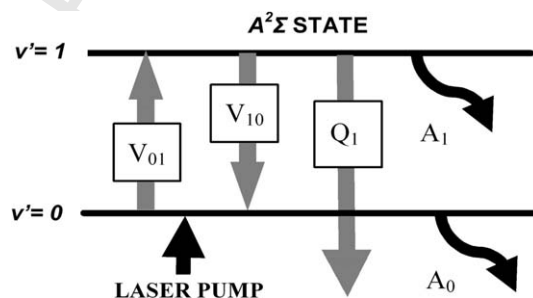 A²Σ STATE
v'= 1
V₀₁
V₁₀
Q₁
A₁
v'= 0
LASER PUMP
A₀